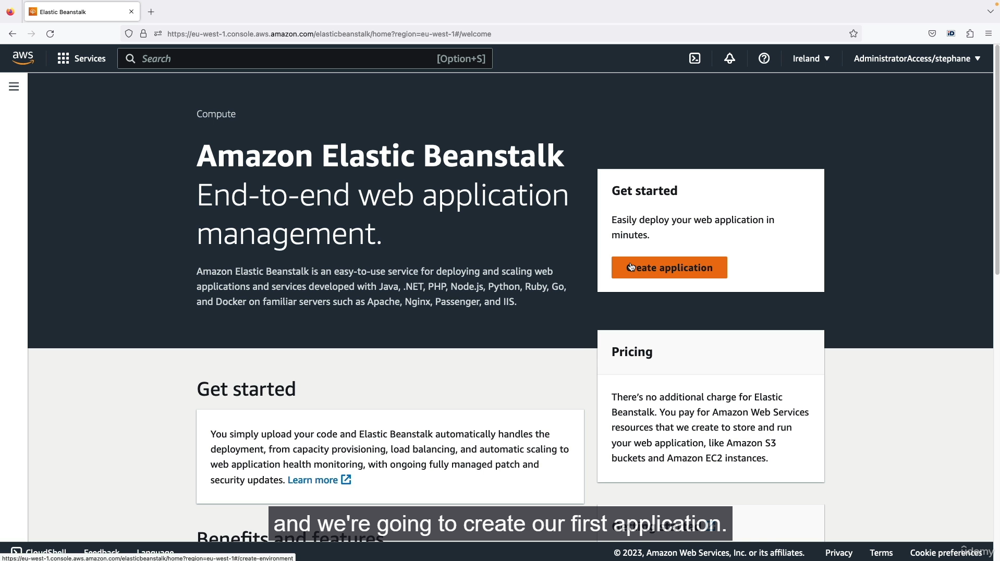 Elastic Beanstalk
https://eu-west-1.console.aws.amazon.com/elasticbeanstalk/home?region=eu-west-1#/welcome
iD
aws
Services
Search
[Option+S]
Ireland
AdministratorAccess/stephane
Compute
Amazon Elastic Beanstalk
End-to-end web application
management.
Amazon Elastic Beanstalk is an easy-to-use service for deploying and scaling web
applications and services developed with Java, .NET, PHP, Node.js, Python, Ruby, Go,
and Docker on familiar servers such as Apache, Nginx, Passenger, and IIS.
Get started
Easily deploy your web application in
minutes.
Create application
Pricing
There's no additional charge for Elastic
Beanstalk. You pay for Amazon Web Services
resources that we create to store and run
your web application, like Amazon S3
buckets and Amazon EC2 instances.
Get started
You simply upload your code and Elastic Beanstalk automatically handles the
deployment, from capacity provisioning, load balancing, and automatic scaling to
web application health monitoring, with ongoing fully managed patch and
security updates. Learn more
and we're going to create our first application.
Getting started
Benefits and features
CloudShell
Feedback
Language
© 2023, Amazon Web Services, Inc. or its affiliates.
Privacy
Terms
Cookie preferences
udemy
https://eu-west-1.console.aws.amazon.com/elasticbeanstalk/home?region=eu-west-1#/create-environment